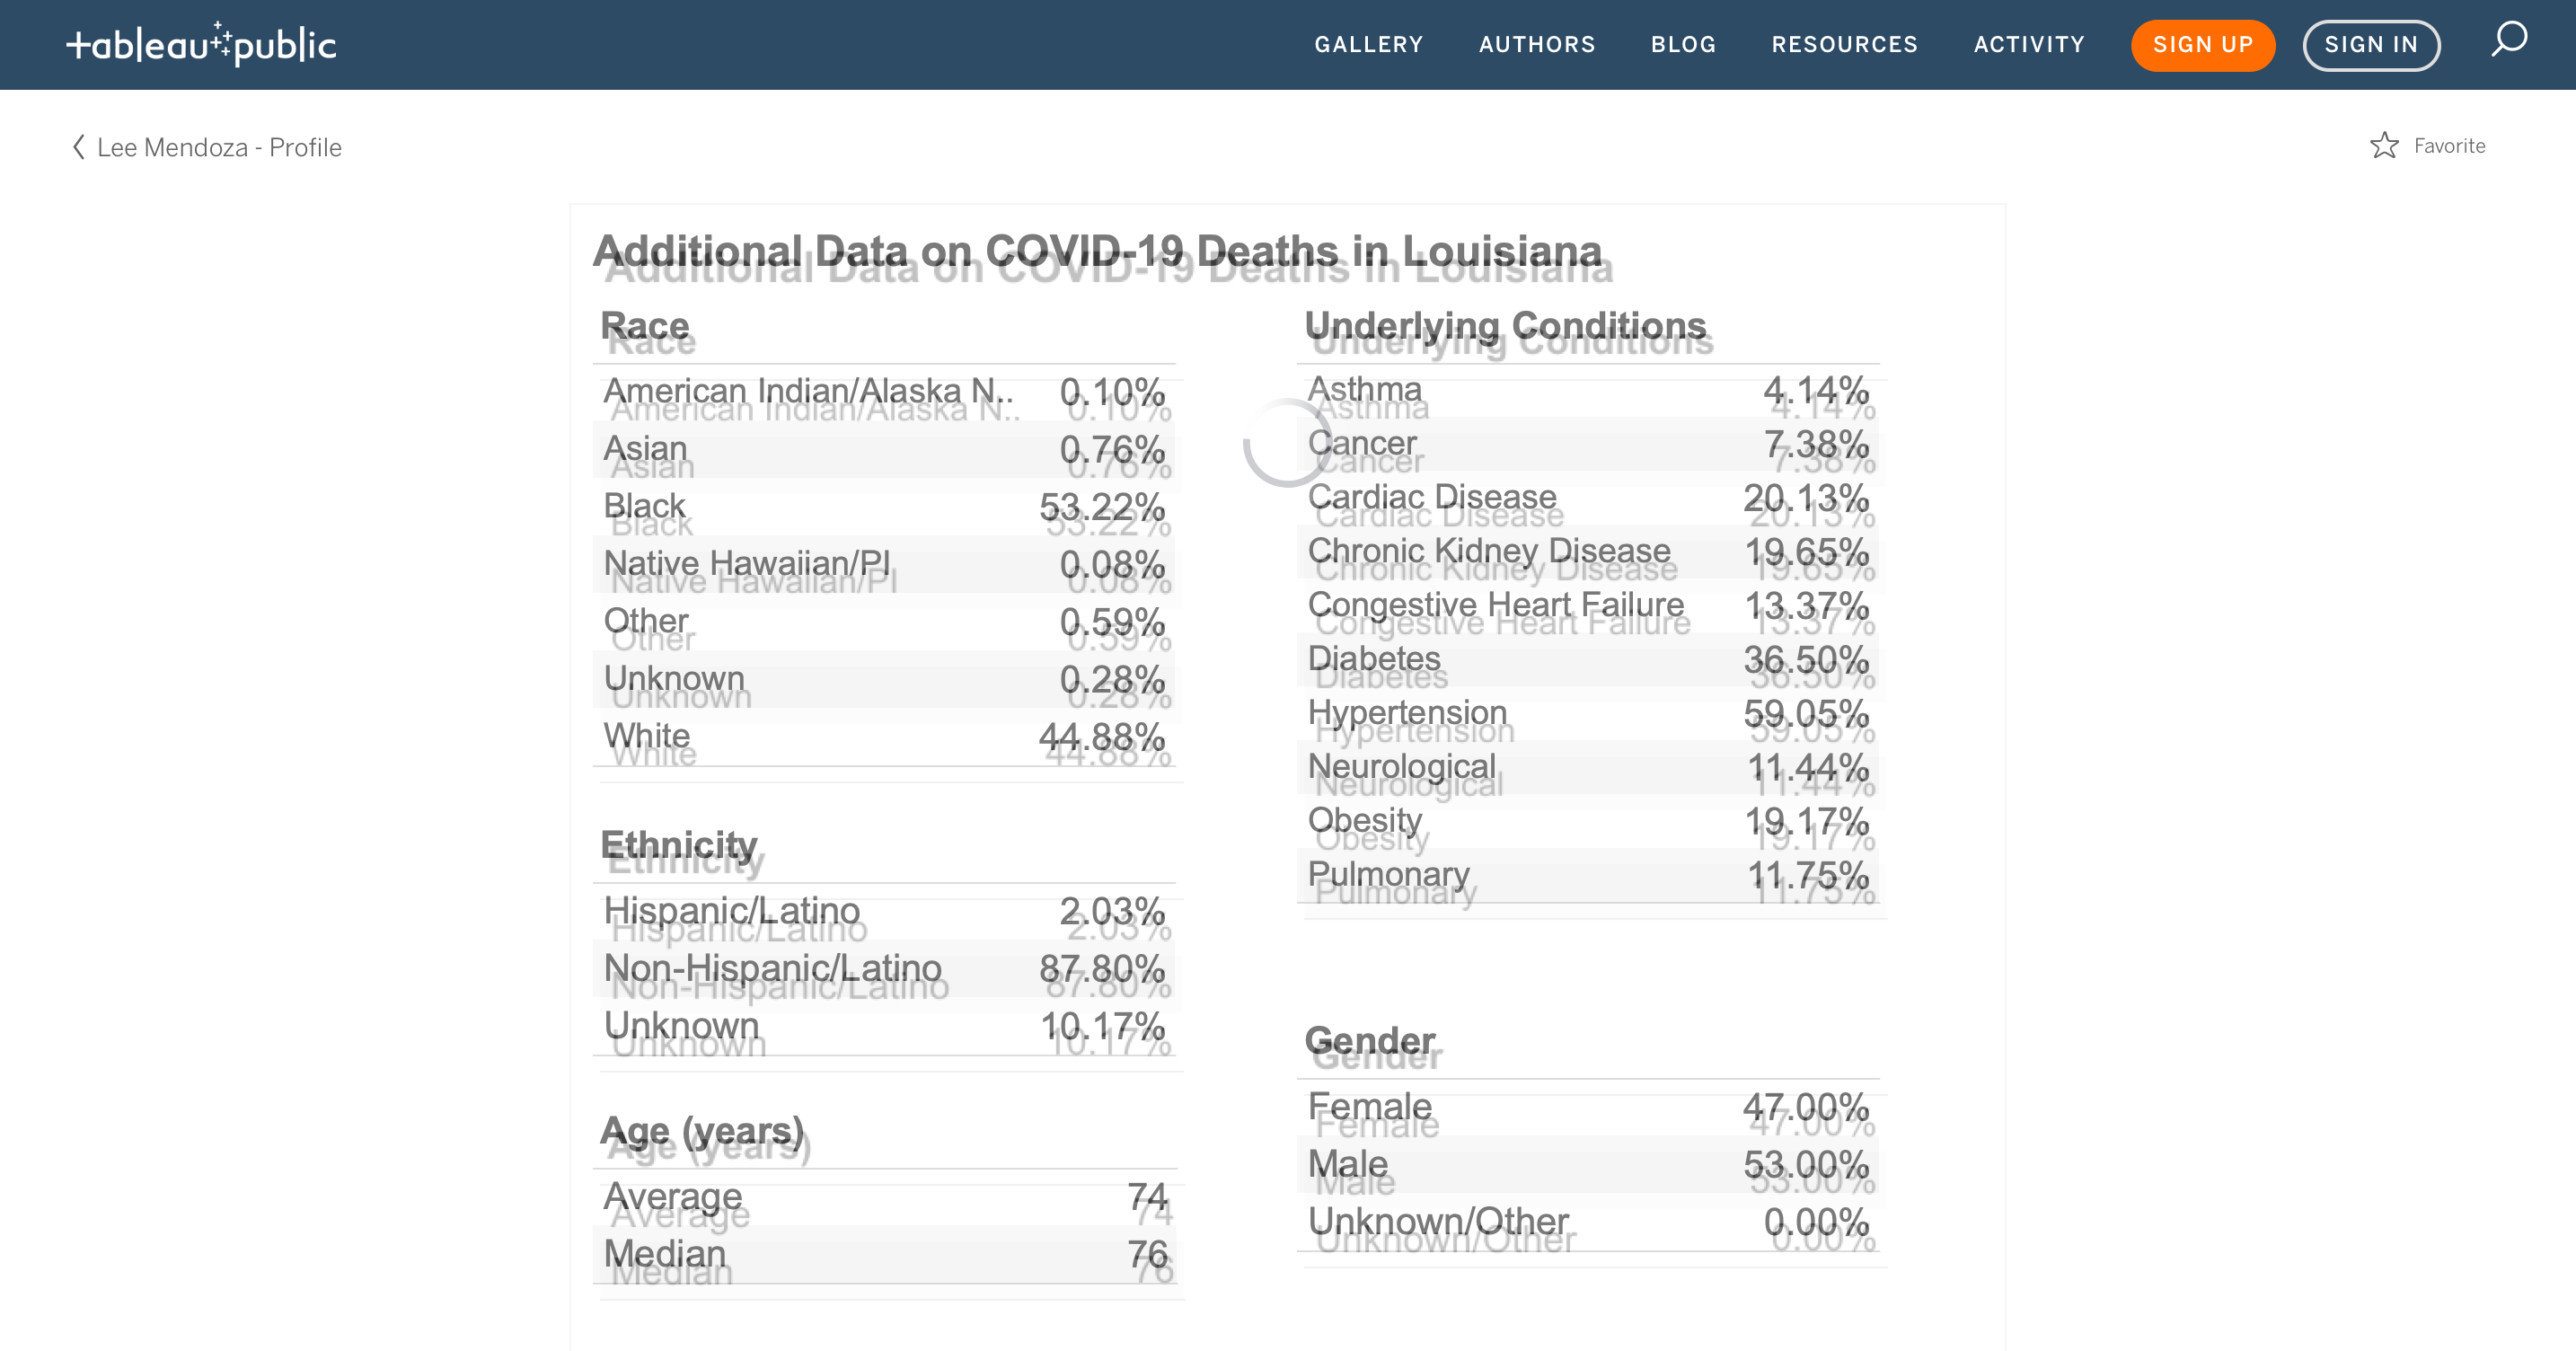 +ableau public
GALLERY AUTHORS BLOG RESOURCES ACTIVITY SIGN UP SIGN IN
Lee Mendoza - Profile
Favorite
Additional Data on COVID-19 Deaths in Louisiana
Race
American Indian/Alaska N.. 0.10%
Asian 0.76%
Black 53.22%
Native Hawaiian/PI 0.08%
Other 0.59%
Unknown 0.28%
White 44.88%
Ethnicity
Hispanic/Latino 2.03%
Non-Hispanic/Latino 87.80%
Unknown 10.17%
Age (years)
Average 74
Median 76
Underlying Conditions
Asthma 4.14%
Cancer 7.38%
Cardiac Disease 20.13%
Chronic Kidney Disease 19.65%
Congestive Heart Failure 13.37%
Diabetes 36.50%
Hypertension 59.05%
Neurological 11.44%
Obesity 19.17%
Pulmonary 11.75%
Gender
Female 47.00%
Male 53.00%
Unknown/Other 0.00%